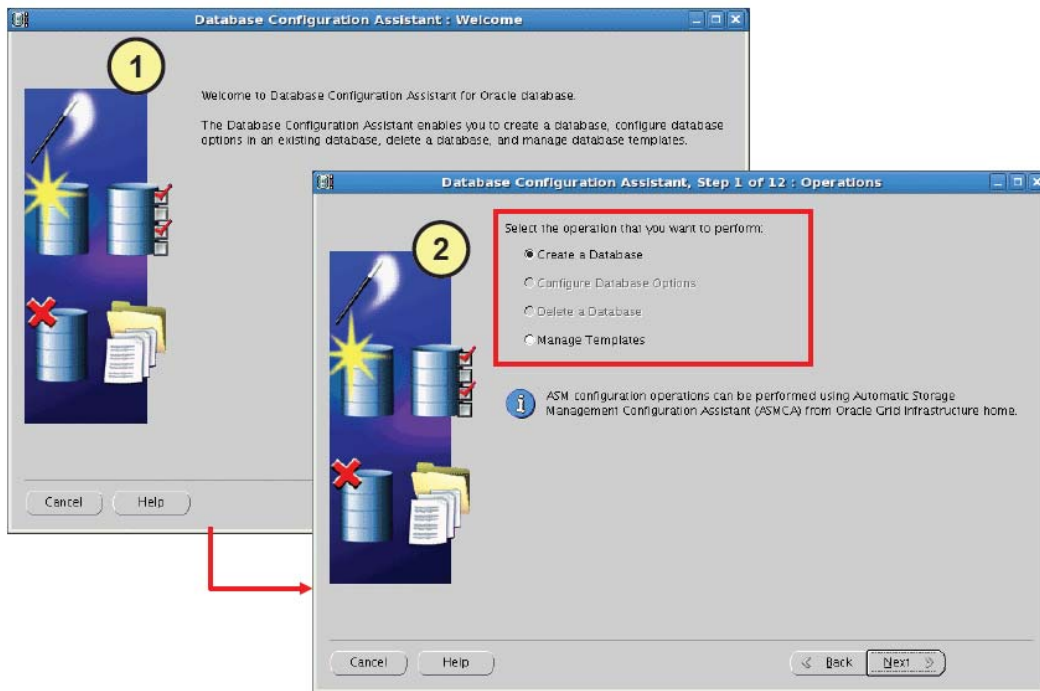 Database Configuration Assistant : Welcome
1
Welcome to Database Configuration Assistant for Oracle database.
The Database Configuration Assistant enables you to create a database, configure database
options in an existing database, delete a database, and manage database templates.
Cancel
Help
Database Configuration Assistant, Step 1 of 12 : Operations
2
Select the operation that you want to perform:
Create a Database
Configure Database Options
Delete a Database
Manage Templates
ASM configuration operations can be performed using Automatic Storage
Management Configuration Assistant (ASMCA) from Oracle Grid Infrastructure home.
Cancel
Help
Back
Next